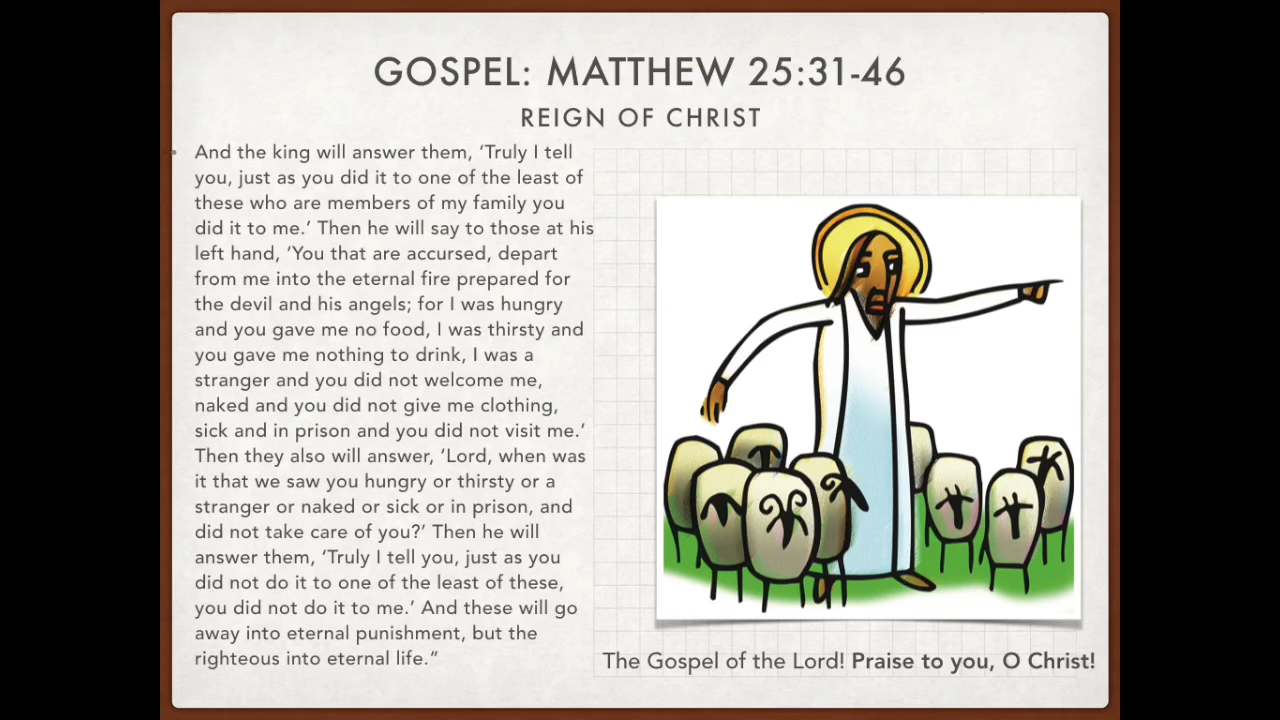 GOSPEL: MATTHEW 25:31-46
REIGN OF CHRIST
And the king will answer them, ‘Truly I tell
you, just as you did it to one of the least of
these who are members of my family you
did it to me.’ Then he will say to those at his
left hand, ‘You that are accursed, depart
from me into the eternal fire prepared for
the devil and his angels; for I was hungry
and you gave me no food, I was thirsty and
you gave me nothing to drink, I was a
stranger and you did not welcome me,
naked and you did not give me clothing,
sick and in prison and you did not visit me.’
Then they also will answer, ‘Lord, when was
it that we saw you hungry or thirsty or a
stranger or naked or sick or in prison, and
did not take care of you?’ Then he will
answer them, ‘Truly I tell you, just as you
did not do it to one of the least of these,
you did not do it to me.’ And these will go
away into eternal punishment, but the
righteous into eternal life.”
The Gospel of the Lord! Praise to you, O Christ!